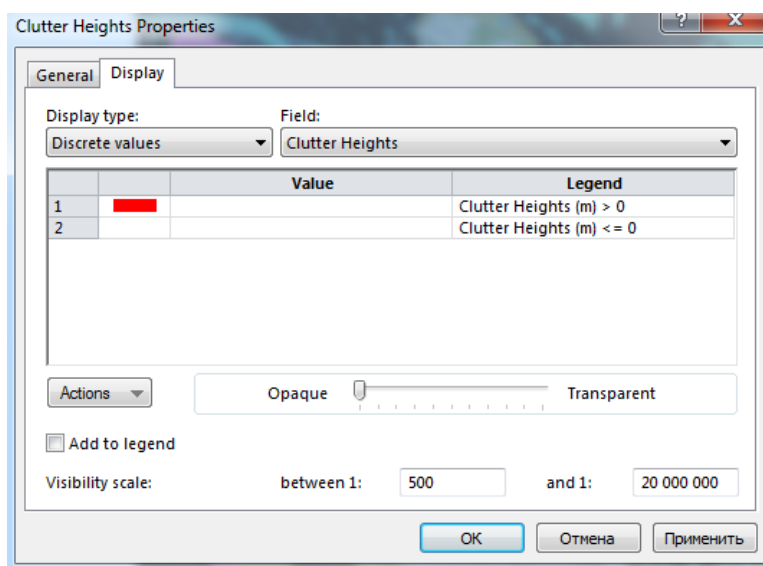 Clutter Heights Properties
?
X
General Display
Display type: Field:
Discrete values Clutter Heights
Value Legend
1 Clutter Heights (m) > 0
2 Clutter Heights (m) <= 0
Actions Opaque Transparent
Add to legend
Visibility scale: between 1: 500 and 1: 20 000 000
OK Отмена Применить